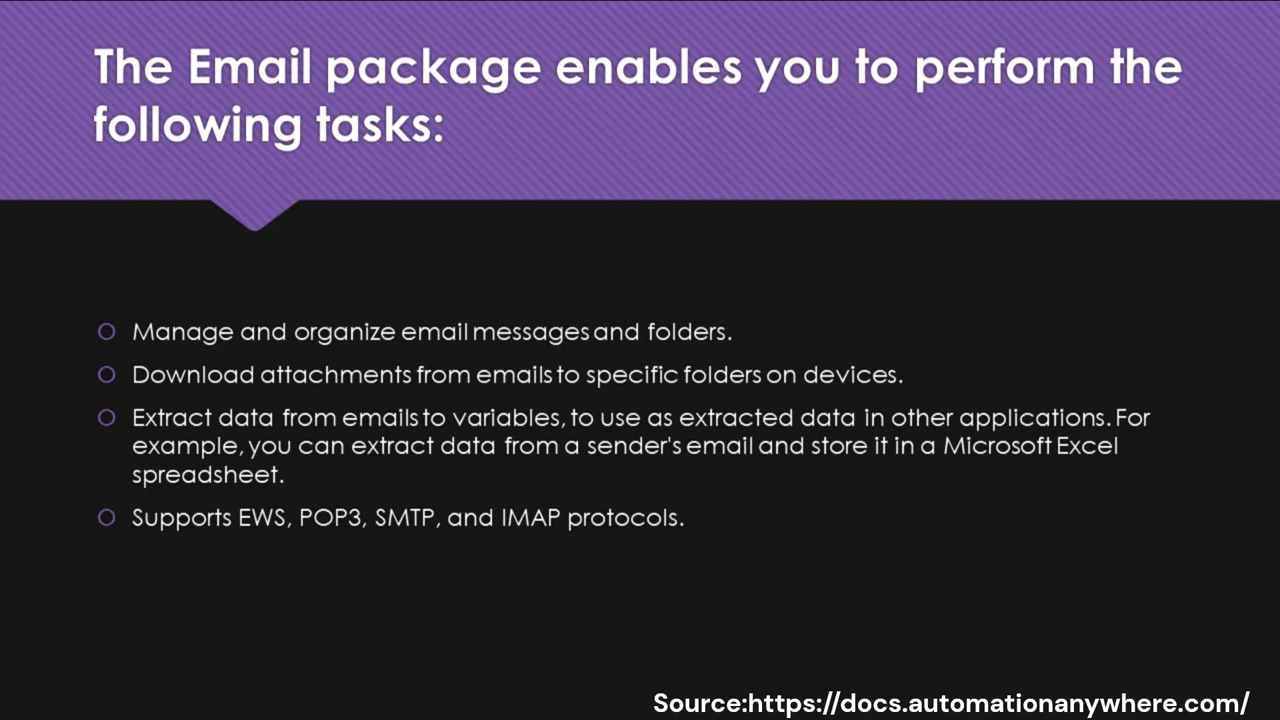 The Email package enables you to perform the
following tasks:
Manage and organize email messages and folders.
Download attachments from emails to specific folders on devices.
Extract data from emails to variables, to use as extracted data in other applications. For
example, you can extract data from a sender's email and store it in a Microsoft Excel
spreadsheet.
Supports EWS, POP3, SMTP, and IMAP protocols.
Source:https://docs.automationanywhere.com/